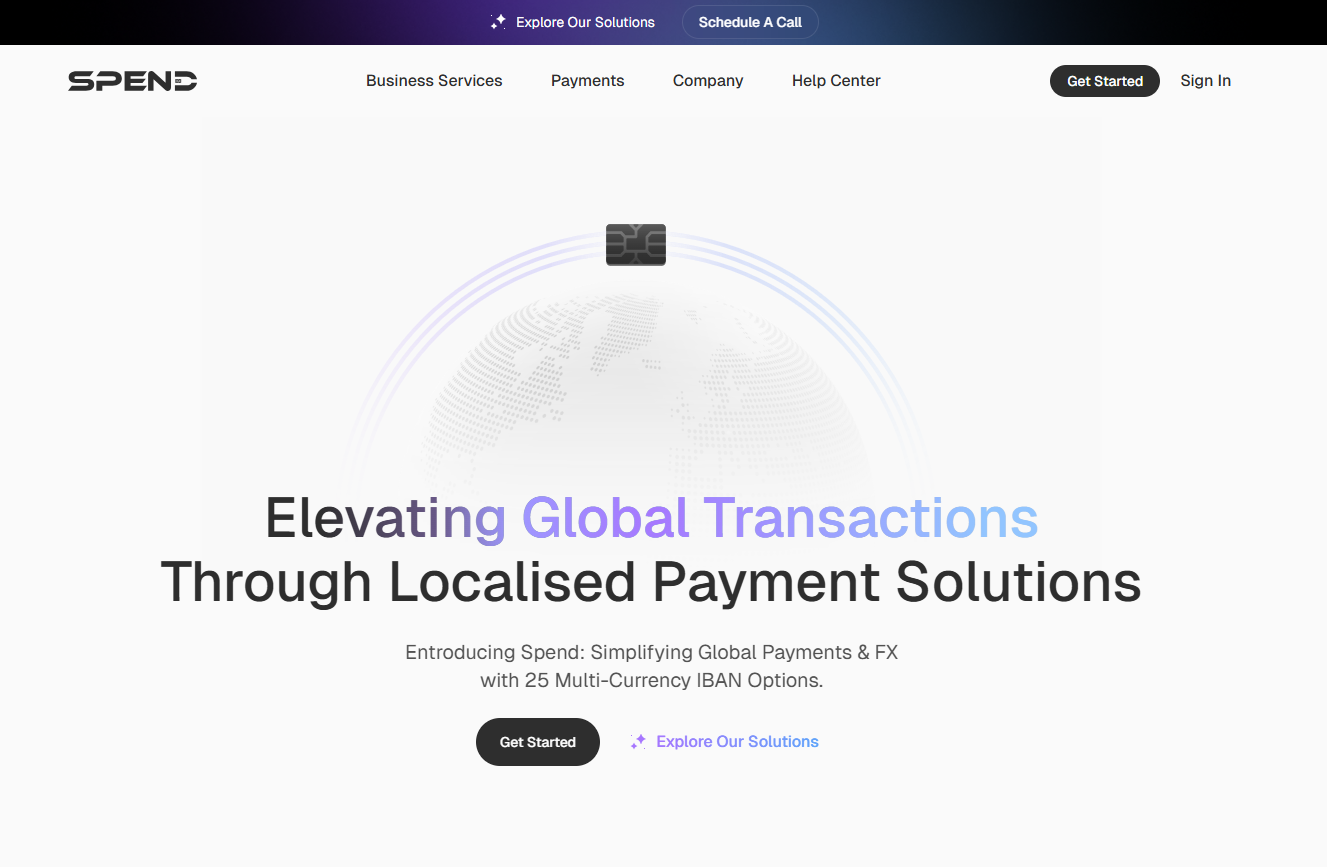 Explore Our Solutions
Schedule A Call
SPEND
Business Services
Payments
Company
Help Center
Get Started
Sign In
Elevating Global Transactions
Through Localised Payment Solutions
Entroducing Spend: Simplifying Global Payments & FX
with 25 Multi-Currency IBAN Options.
Get Started
Explore Our Solutions